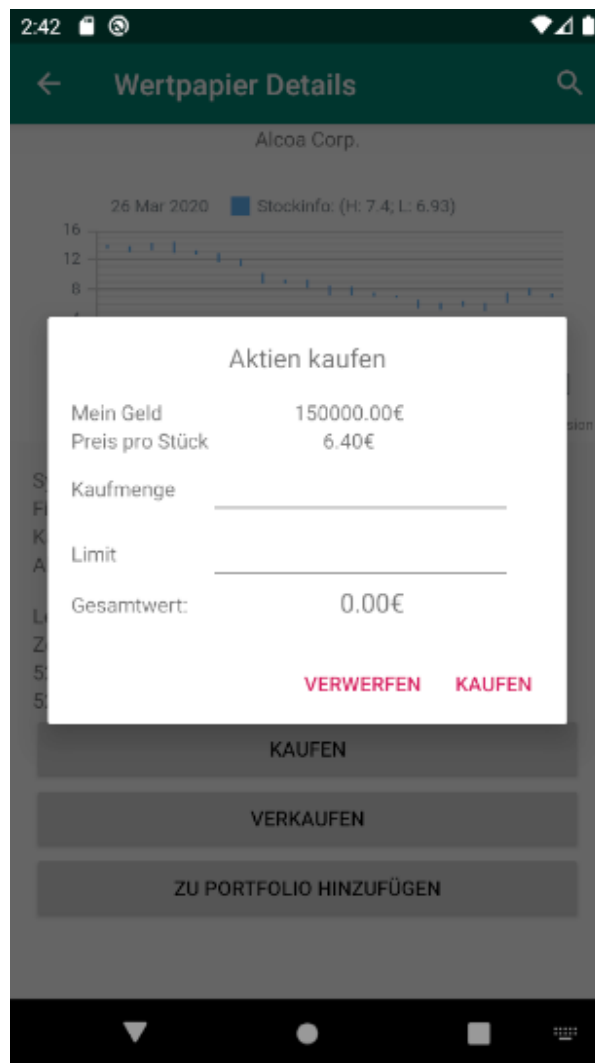 2:42
Wertpapier Details
Alcoa Corp.
26 Mar 2020 Stockinfo: (H: 7.4; L: 6.93)
16
12
8
Aktien kaufen
Mein Geld 150000.00€
Preis pro Stück 6.40€
Kaufmenge
Limit
Gesamtwert: 0.00€
VERWERFEN KAUFEN
KAUFEN
VERKAUFEN
ZU PORTFOLIO HINZUFÜGEN